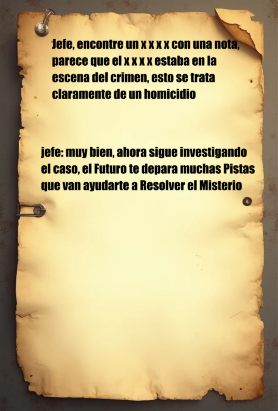 Jefe, encontre un x x x x con una nota,
parece que el x x x x estaba en la
escena del crimen, esto se trata
claramente de un homicidio
jefe: muy bien, ahora sigue investigando
el caso, el Futuro te depara muchas Pistas
que van ayudarte a Resolver el Misterio